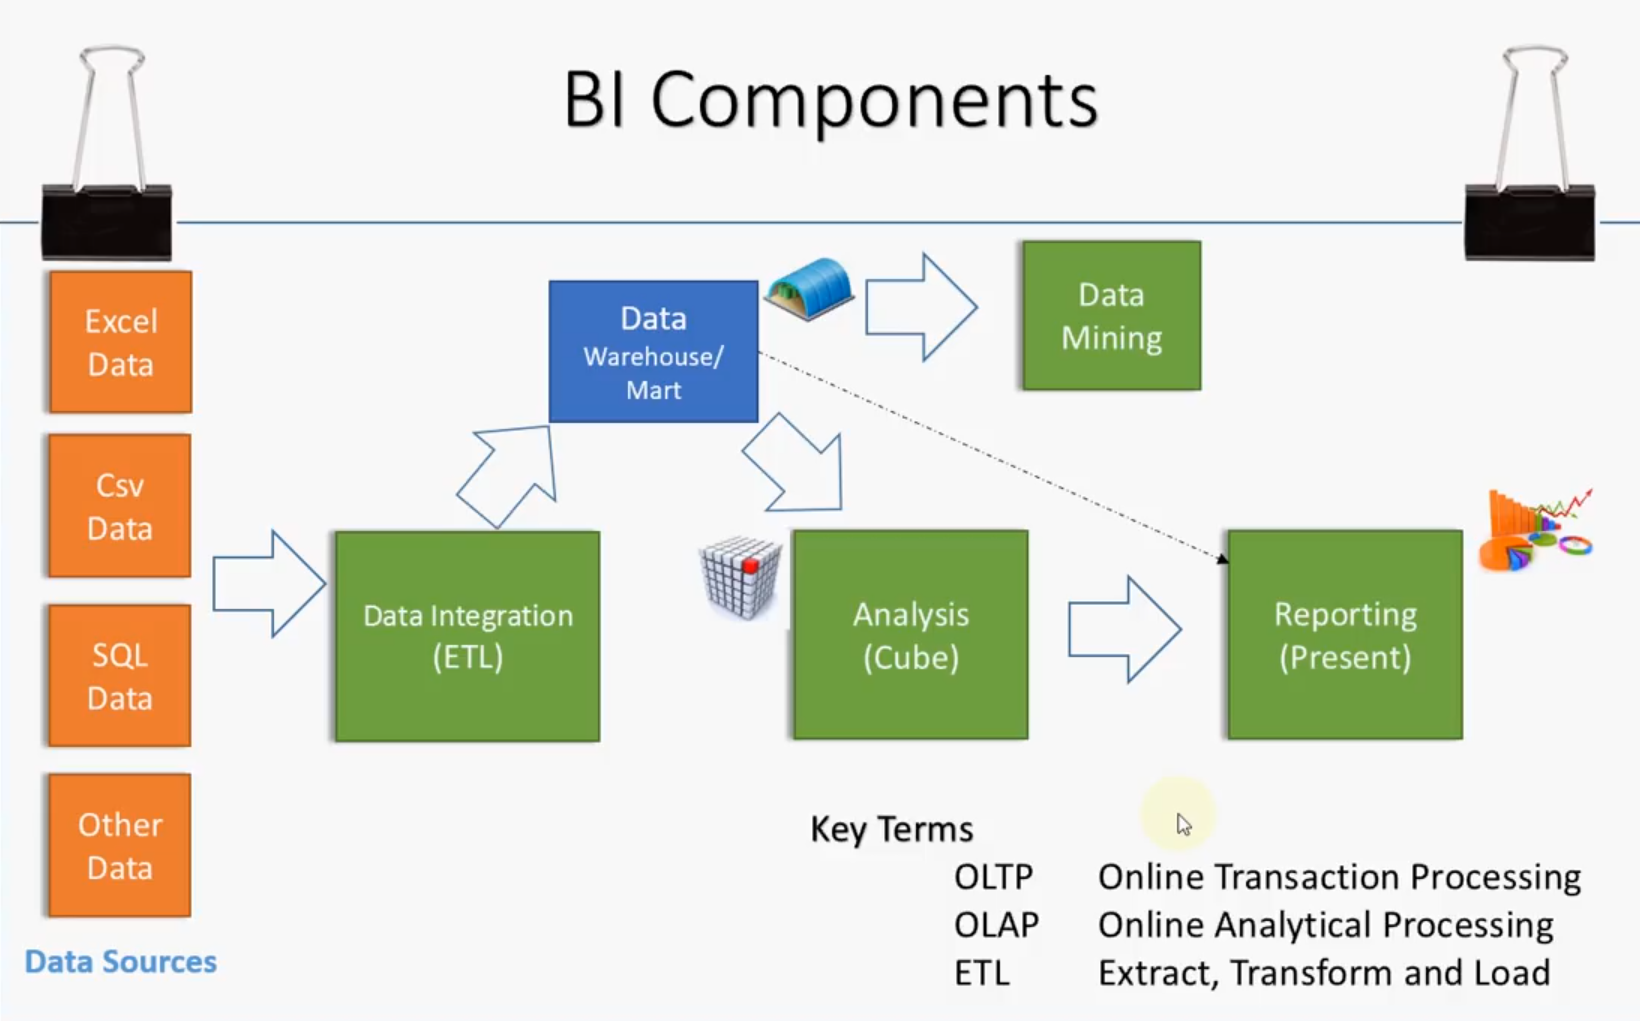 BI Components
Excel
Data
Csv
Data
SQL
Data
Other
Data
Data Sources
Data Integration
(ETL)
Data
Warehouse/
Mart
Data
Mining
Analysis
(Cube)
Reporting
(Present)
Key Terms
OLTP Online Transaction Processing
OLAP Online Analytical Processing
ETL Extract, Transform and Load